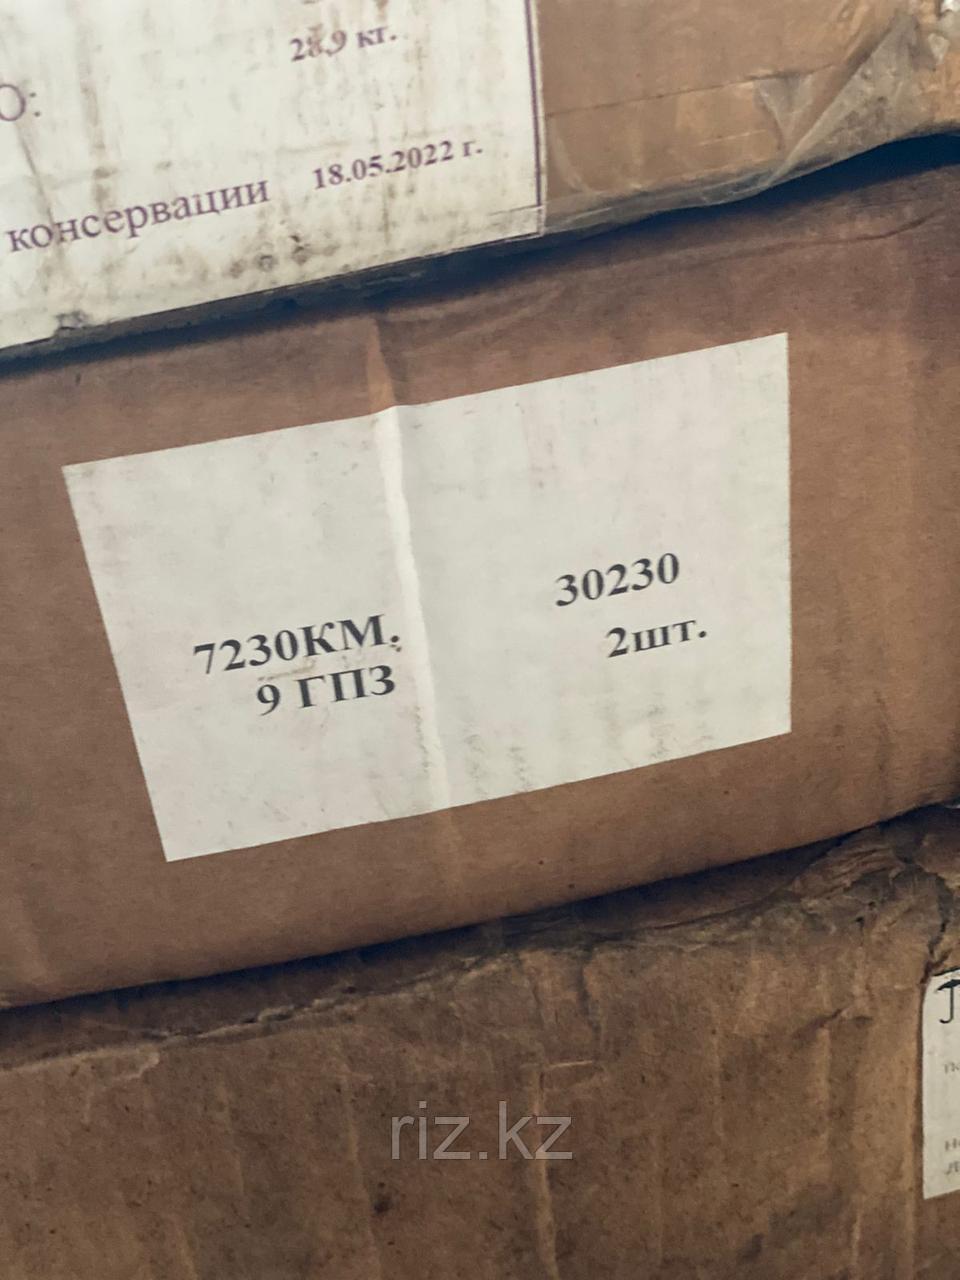 28,9 кг.
О:
консервации 18.05.2022 г.
7230КМ, 30230
9 ГПЗ 2шт.
riz.kz